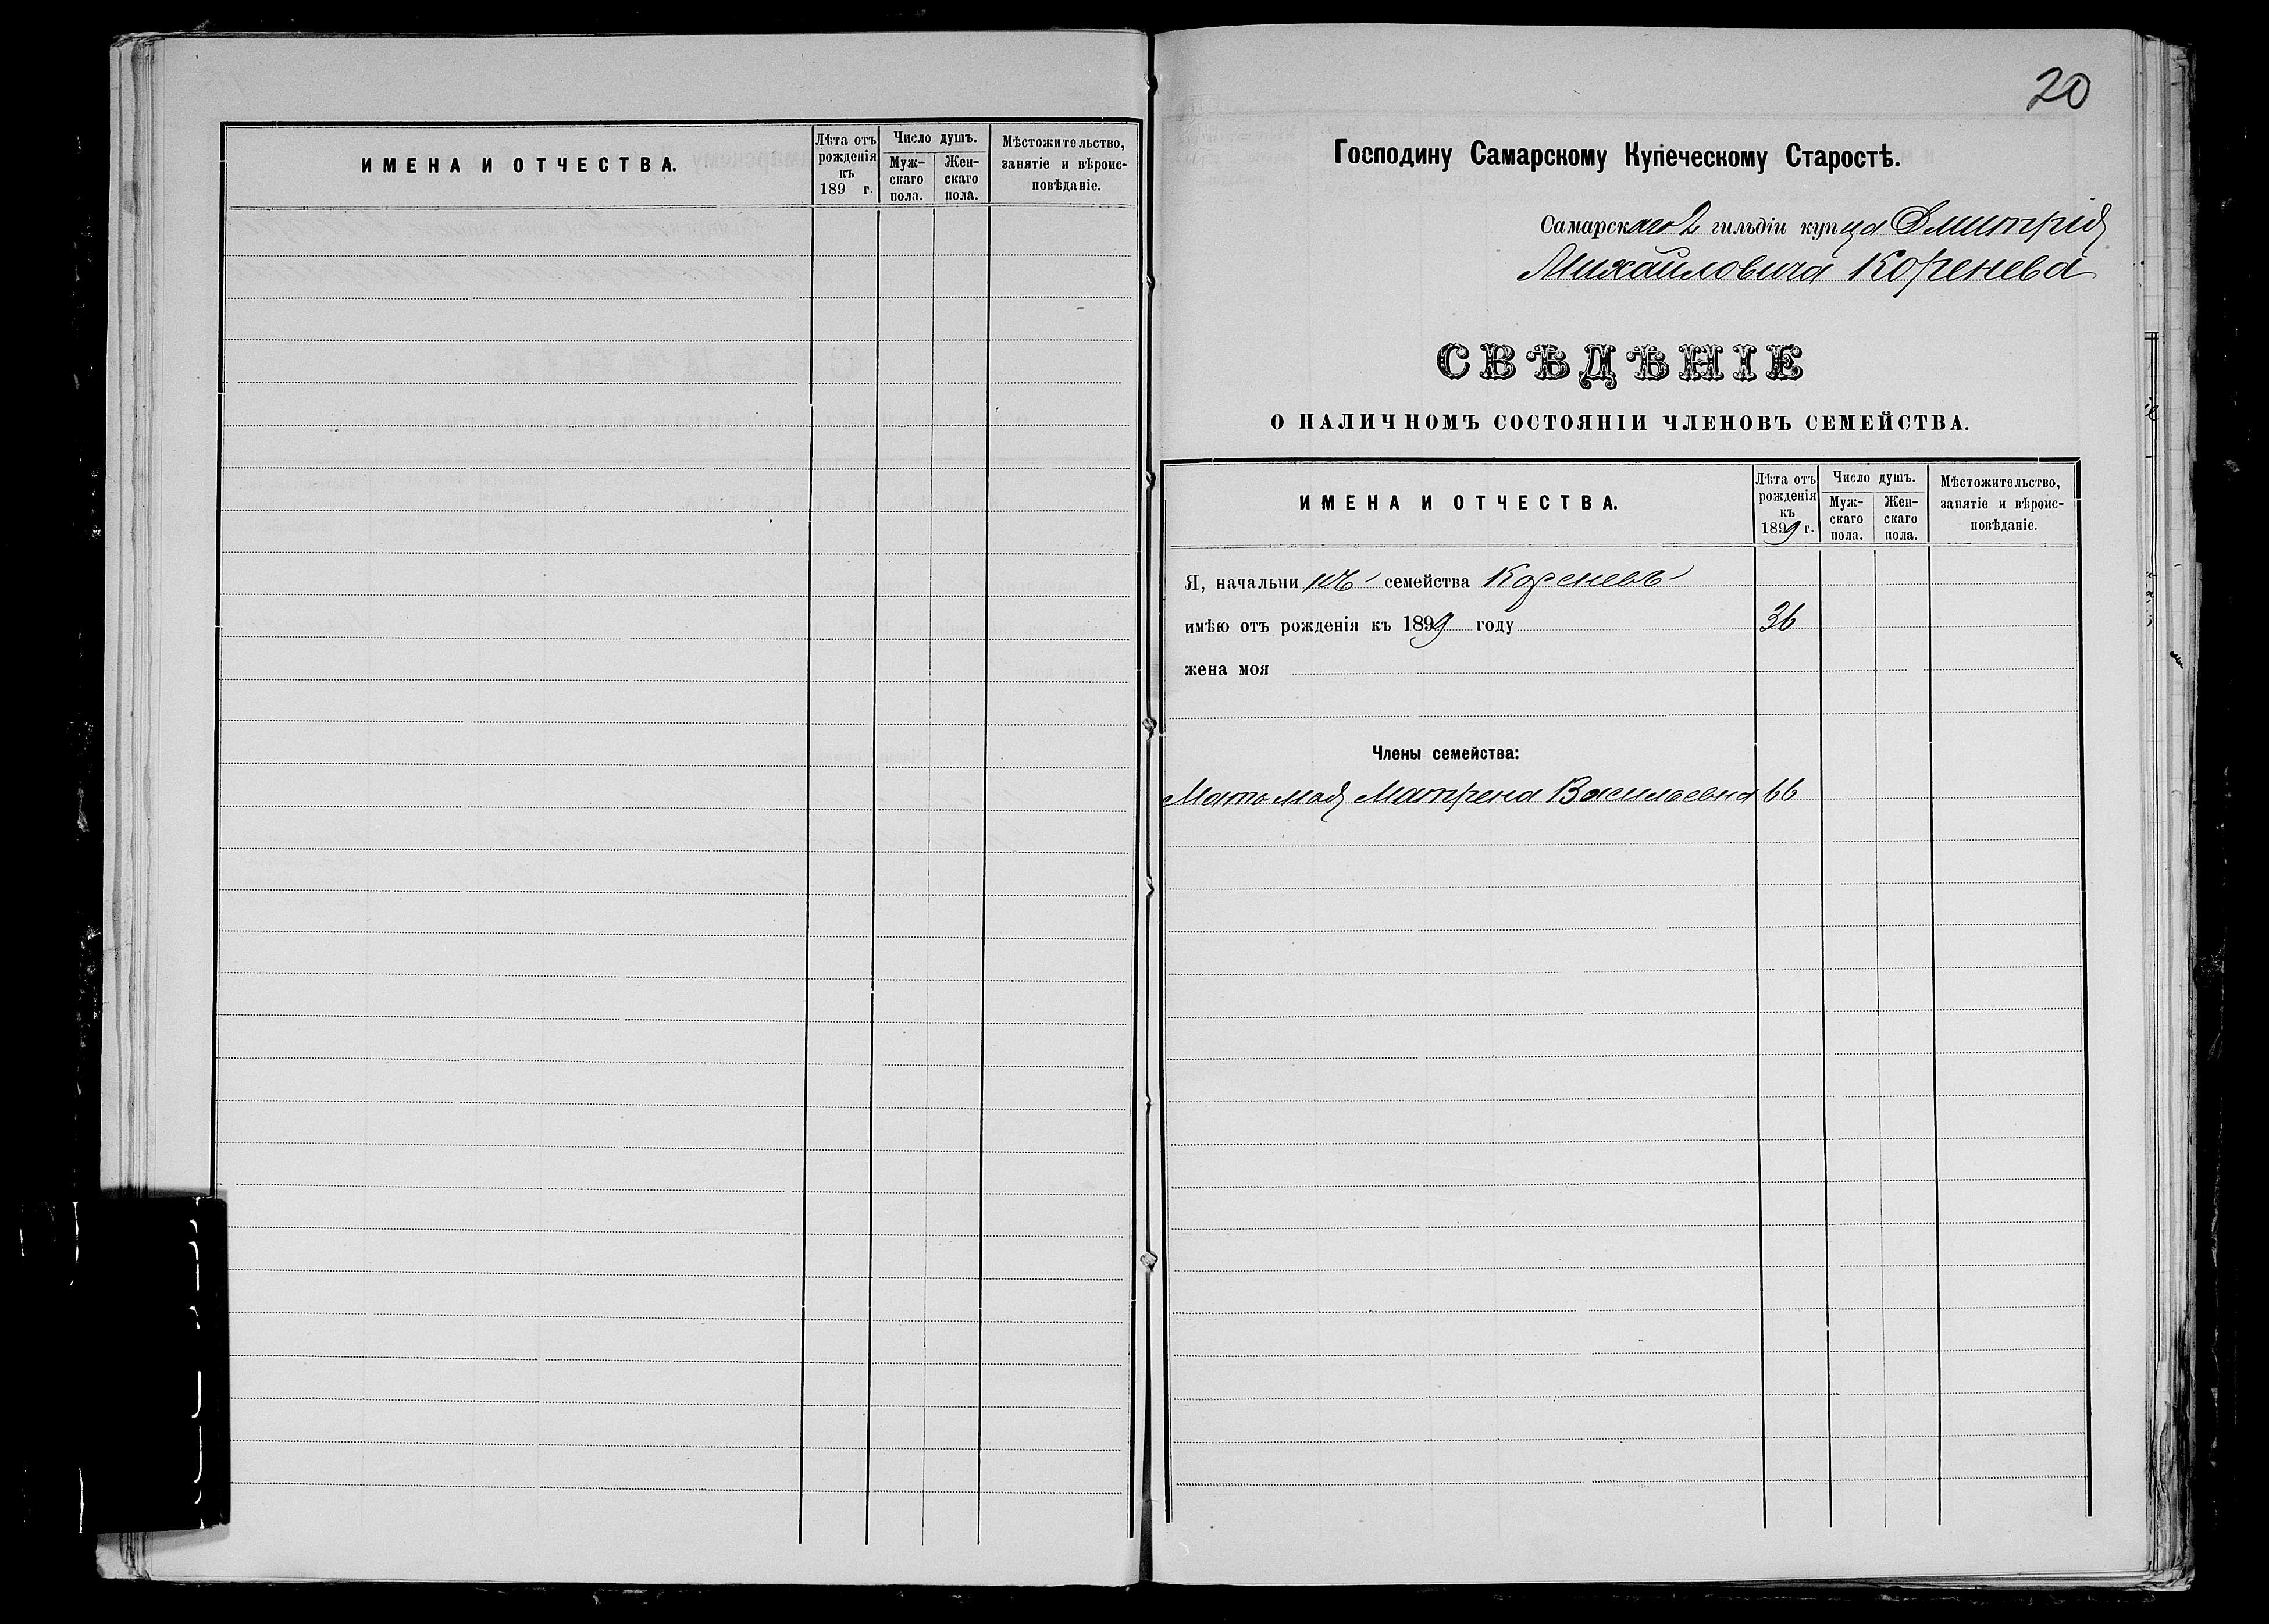 ИМЕНА И ОТЧЕСТВА.
Лѣта отъ рожденія къ 189 г.
Число душъ.
Мужскаго пола.
Женскаго пола.
Мѣстожительство, занятіе и вѣроисповѣданіе.
20
Господину Самарскому Купеческому Старостѣ.
Самарскаго 2 гильдіи купца Дмитрія
Михайловича Коренева
СВѢДѢНІЕ
О НАЛИЧНОМЪ СОСТОЯНІИ ЧЛЕНОВЪ СЕМЕЙСТВА.
ИМЕНА И ОТЧЕСТВА.
Лѣта отъ рожденія къ 1899 г.
Число душъ.
Мужскаго пола.
Женскаго пола.
Мѣстожительство, занятіе и вѣроисповѣданіе.
Я, начальникъ семейства Кореневъ
имѣю отъ рожденія къ 1899 году 36
жена моя
Члены семейства:
Мать моя Матрена Васильевна 66